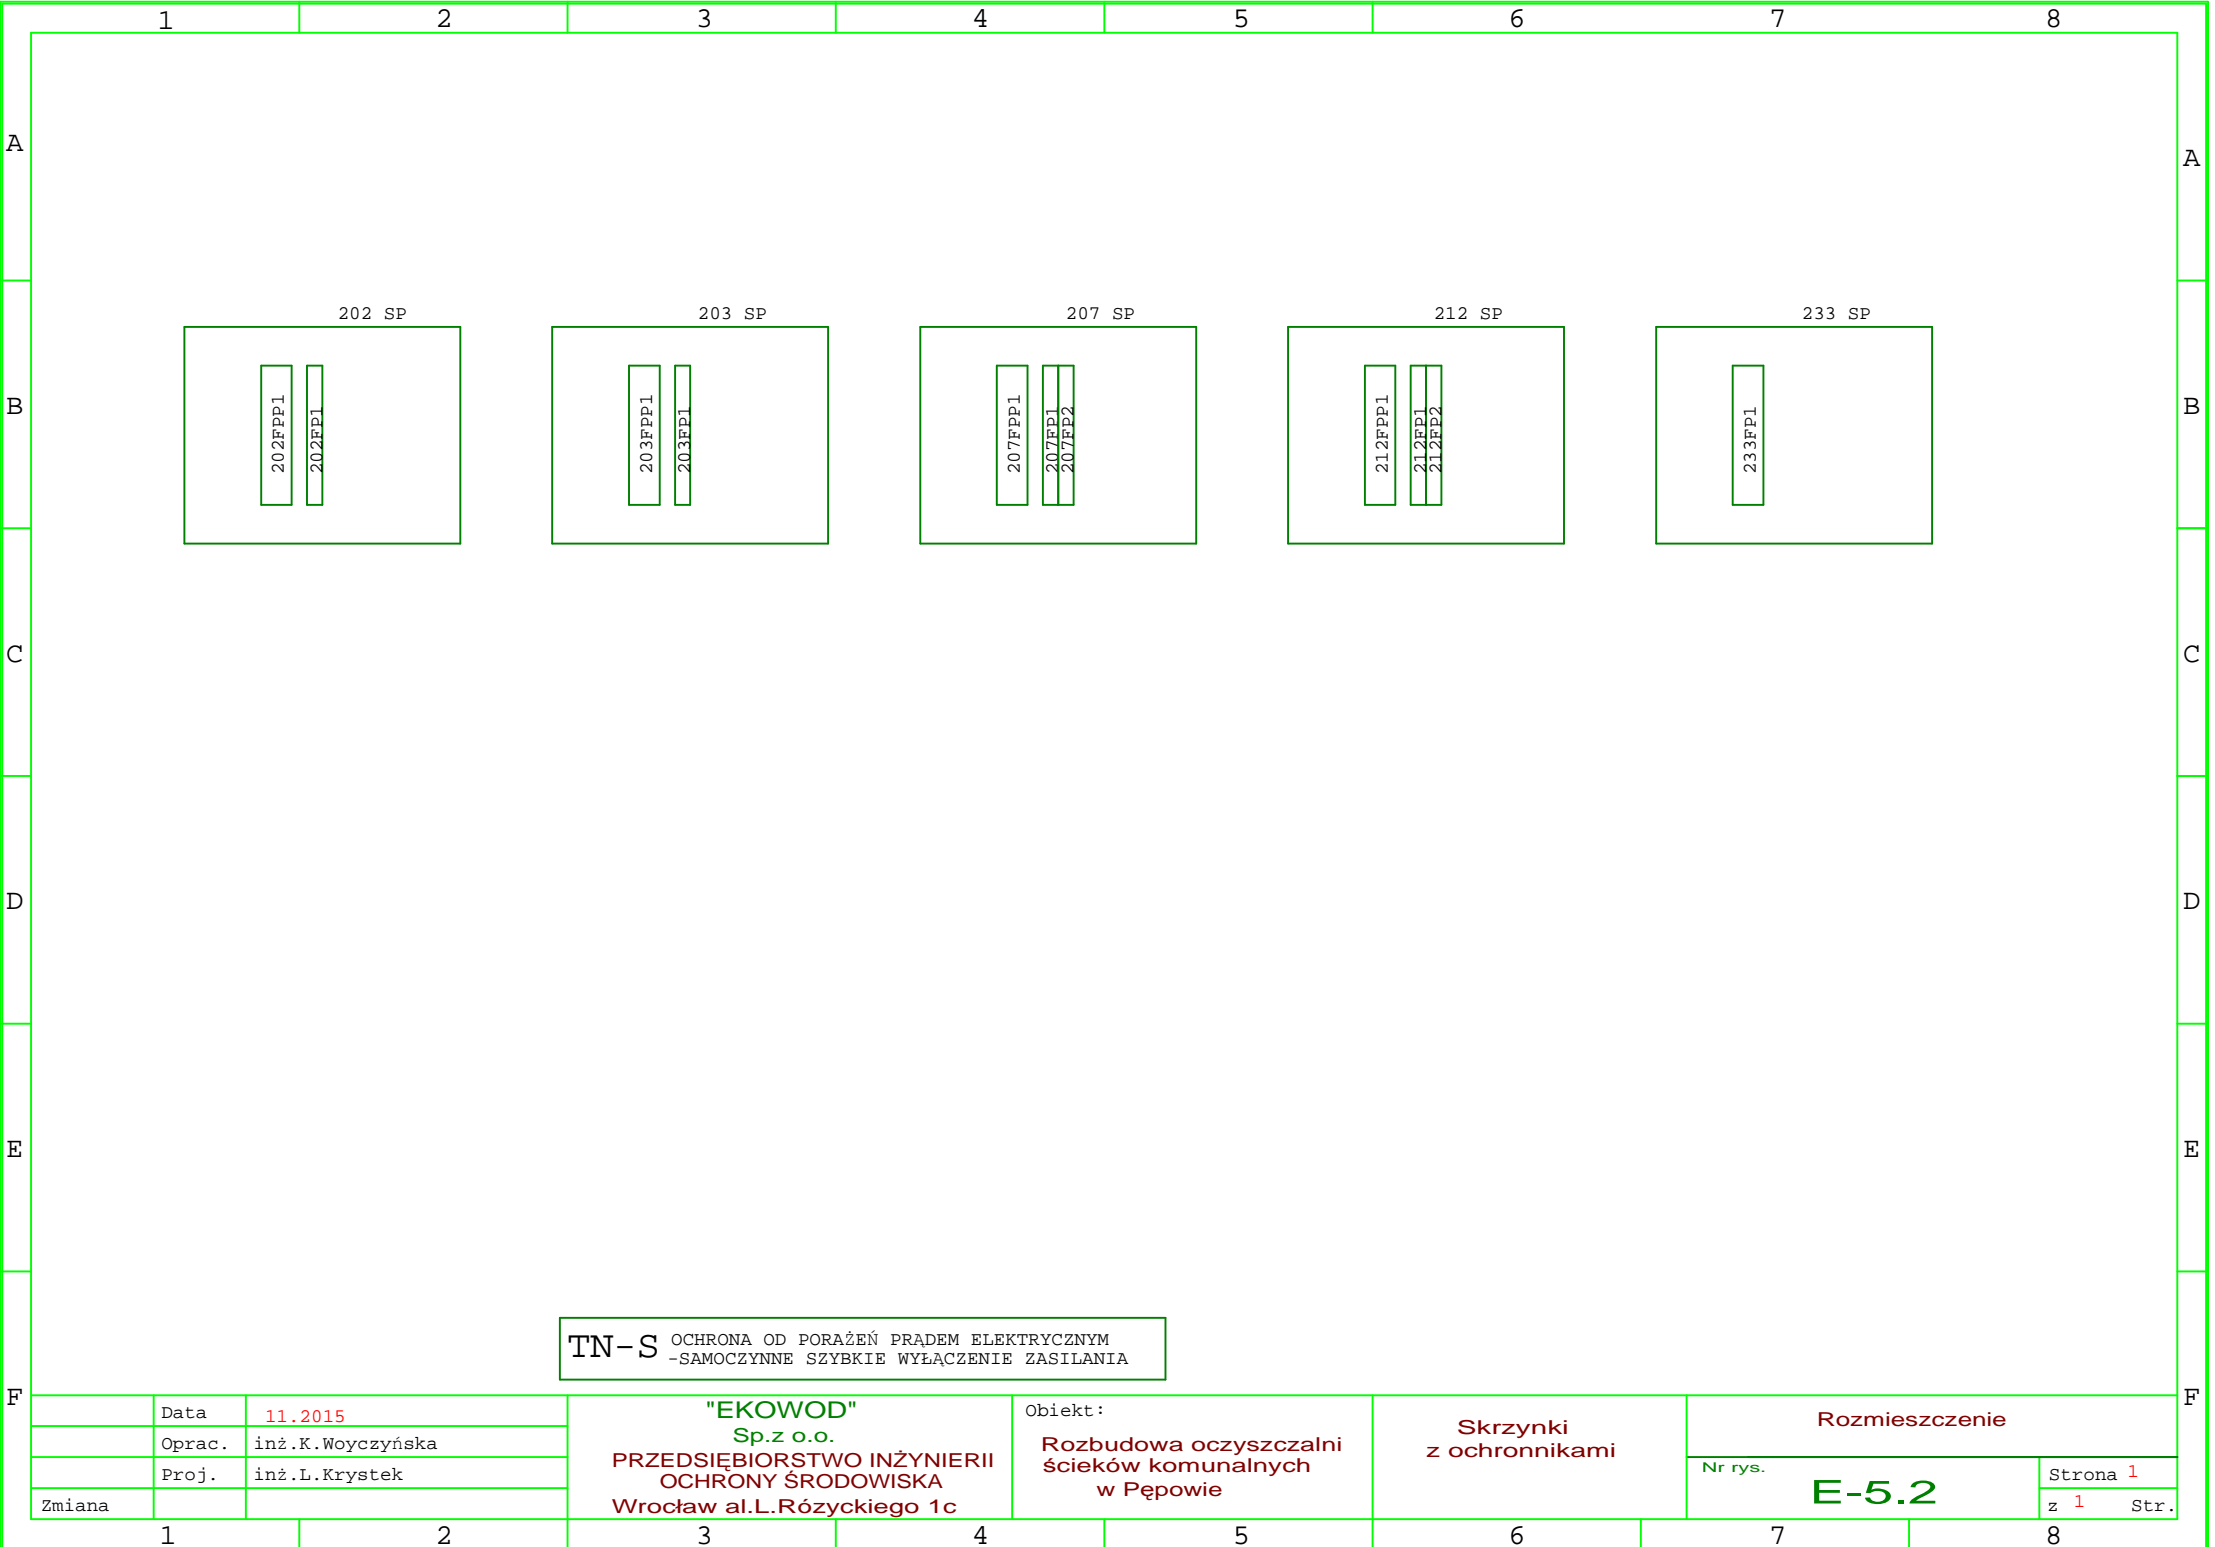 1 2 3 4 5 6 7 8
A A
202 SP 203 SP 207 SP 212 SP 233 SP
202FPP1
202FP1
203FPP1
203FP1
207FPP1
207FP1
207FP2
212FPP1
212FP1
212FP2
233FP1
B B
C C
D D
E E
TN-S OCHRONA OD PORAŻEŃ PRĄDEM ELEKTRYCZNYM
-SAMOCZYNNE SZYBKIE WYŁĄCZENIE ZASILANIA
F F
Data 11.2015
Oprac. inż.K.Woyczyńska
Proj. inż.L.Krystek
Zmiana
"EKOWOD"
Sp.z o.o.
PRZEDSIĘBIORSTWO INŻYNIERII
OCHRONY ŚRODOWISKA
Wrocław al.L.Rózyckiego 1c
Obiekt:
Rozbudowa oczyszczalni
ścieków komunalnych
w Pępowie
Skrzynki
z ochronnikami
Rozmieszczenie
Nr rys.
E-5.2
Strona 1
z 1 Str.
1 2 3 4 5 6 7 8